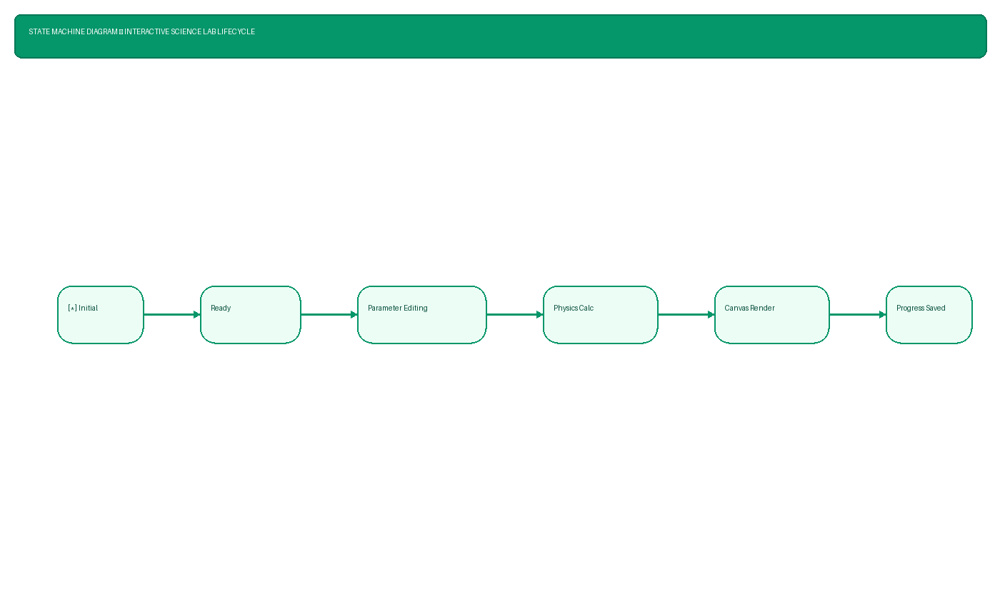 STATE MACHINE DIAGRAM ▯ INTERACTIVE SCIENCE LAB LIFECYCLE
[*] Initial
Ready
Parameter Editing
Physics Calc
Canvas Render
Progress Saved